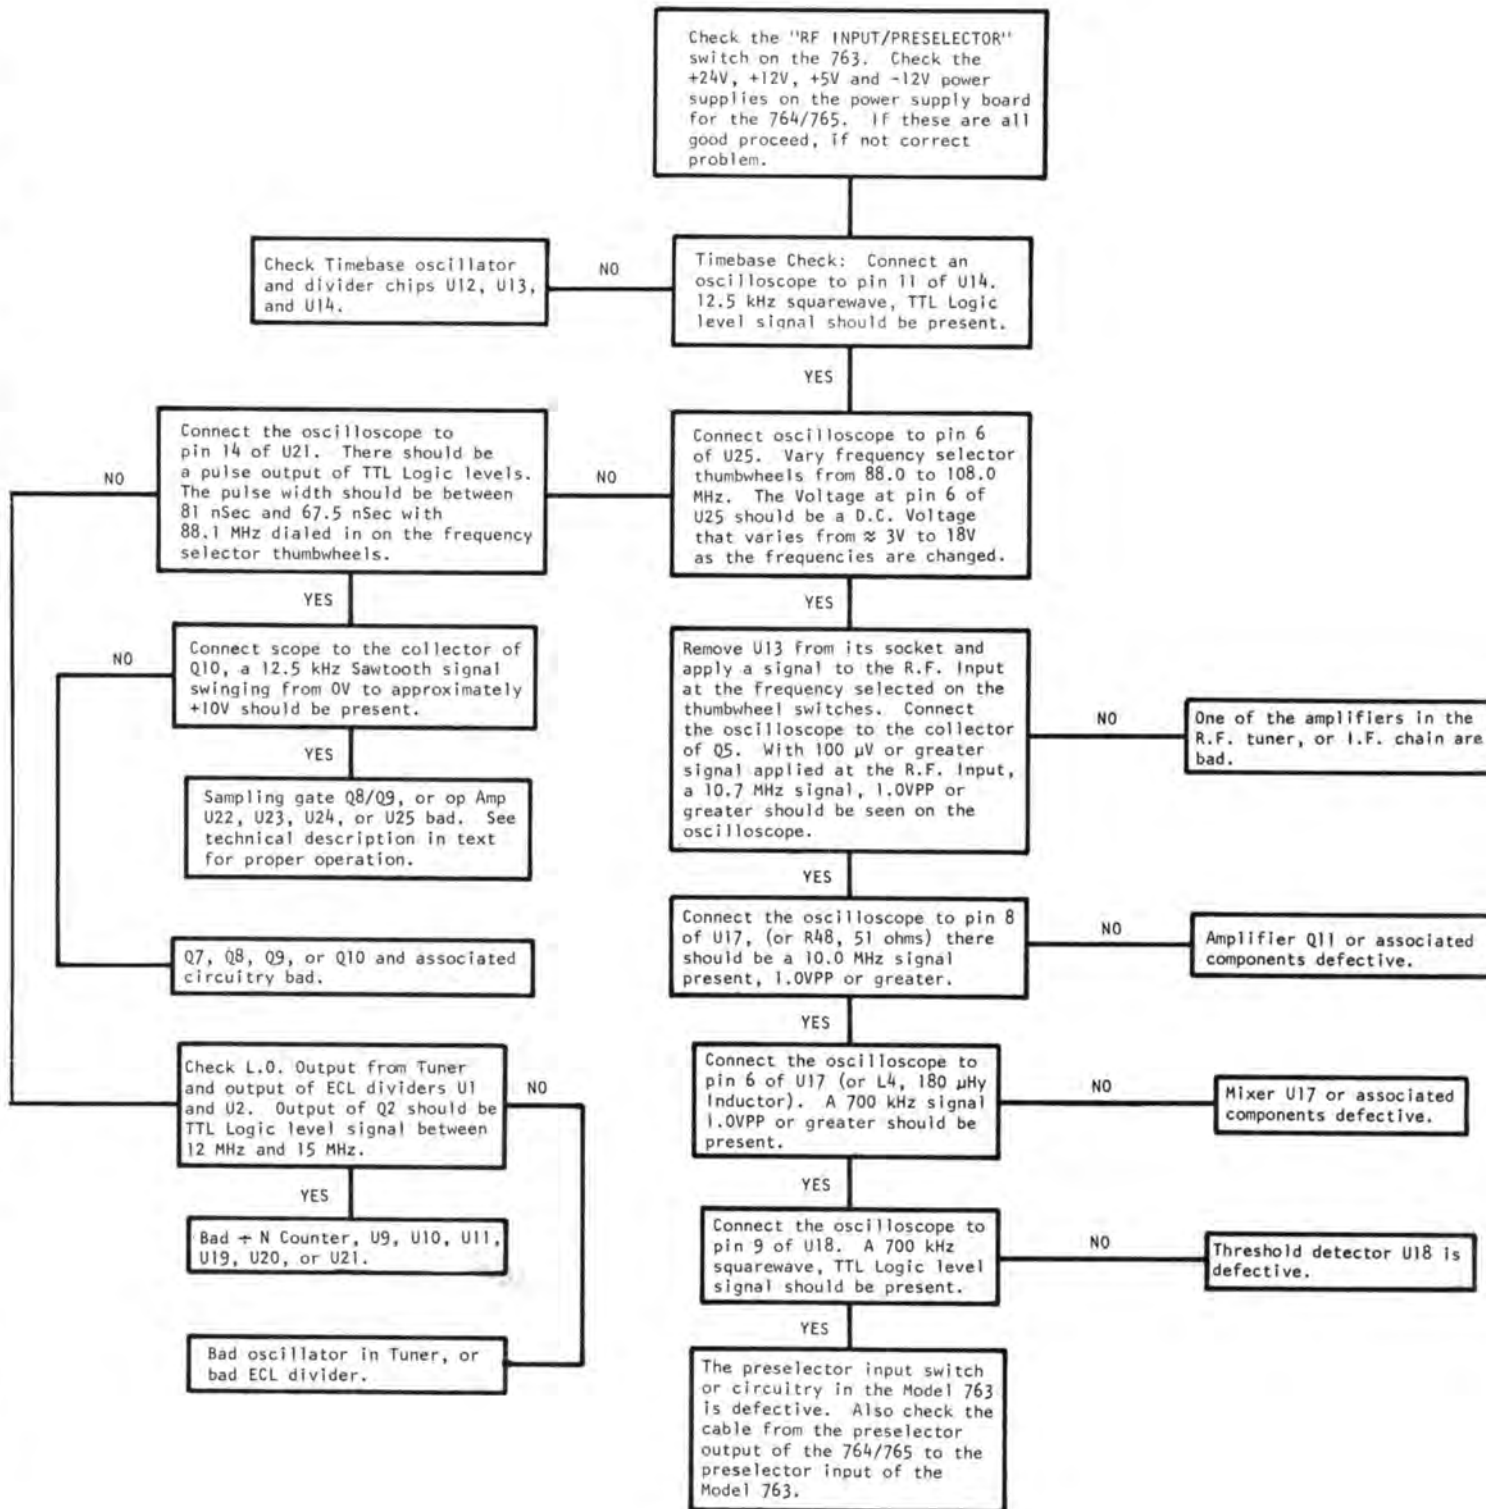 Check the "RF INPUT/PRESELECTOR"
switch on the 763. Check the
+24V, +12V, +5V and -12V power
supplies on the power supply board
for the 764/765. If these are all
good proceed, if not correct
problem.
Check Timebase oscillator
and divider chips U12, U13,
and U14.
NO
Timebase Check: Connect an
oscilloscope to pin 11 of U14.
12.5 kHz squarewave, TTL Logic
level signal should be present.
YES
NO
Connect the oscilloscope to
pin 14 of U21. There should be
a pulse output of TTL Logic levels.
The pulse width should be between
81 nSec and 67.5 nSec with
88.1 MHz dialed in on the frequency
selector thumbwheels.
NO
Connect oscilloscope to pin 6
of U25. Vary frequency selector
thumbwheels from 88.0 to 108.0
MHz. The Voltage at pin 6 of
U25 should be a D.C. Voltage
that varies from ≈ 3V to 18V
as the frequencies are changed.
YES
YES
NO
Connect scope to the collector of
Q10, a 12.5 kHz Sawtooth signal
swinging from 0V to approximately
+10V should be present.
YES
Sampling gate Q8/Q9, or op Amp
U22, U23, U24, or U25 bad. See
technical description in text
for proper operation.
Remove U13 from its socket and
apply a signal to the R.F. Input
at the frequency selected on the
thumbwheel switches. Connect
the oscilloscope to the collector
of Q5. With 100 µV or greater
signal applied at the R.F. Input,
a 10.7 MHz signal, 1.0VPP or
greater should be seen on the
oscilloscope.
NO
One of the amplifiers in the
R.F. tuner, or I.F. chain are
bad.
YES
Q7, Q8, Q9, or Q10 and associated
circuitry bad.
Connect the oscilloscope to pin 8
of U17, (or R48, 51 ohms) there
should be a 10.0 MHz signal
present, 1.0VPP or greater.
NO
Amplifier Q11 or associated
components defective.
YES
Check L.O. Output from Tuner
and output of ECL dividers U1
and U2. Output of Q2 should be
TTL Logic level signal between
12 MHz and 15 MHz.
NO
Connect the oscilloscope to
pin 6 of U17 (or L4, 180 µHy
Inductor). A 700 kHz signal
1.0VPP or greater should be
present.
NO
Mixer U17 or associated
components defective.
YES
YES
Bad ÷ N Counter, U9, U10, U11,
U19, U20, or U21.
Connect the oscilloscope to
pin 9 of U18. A 700 kHz
squarewave, TTL Logic level
signal should be present.
NO
Threshold detector U18 is
defective.
YES
Bad oscillator in Tuner, or
bad ECL divider.
The preselector input switch
or circuitry in the Model 763
is defective. Also check the
cable from the preselector
output of the 764/765 to the
preselector input of the
Model 763.